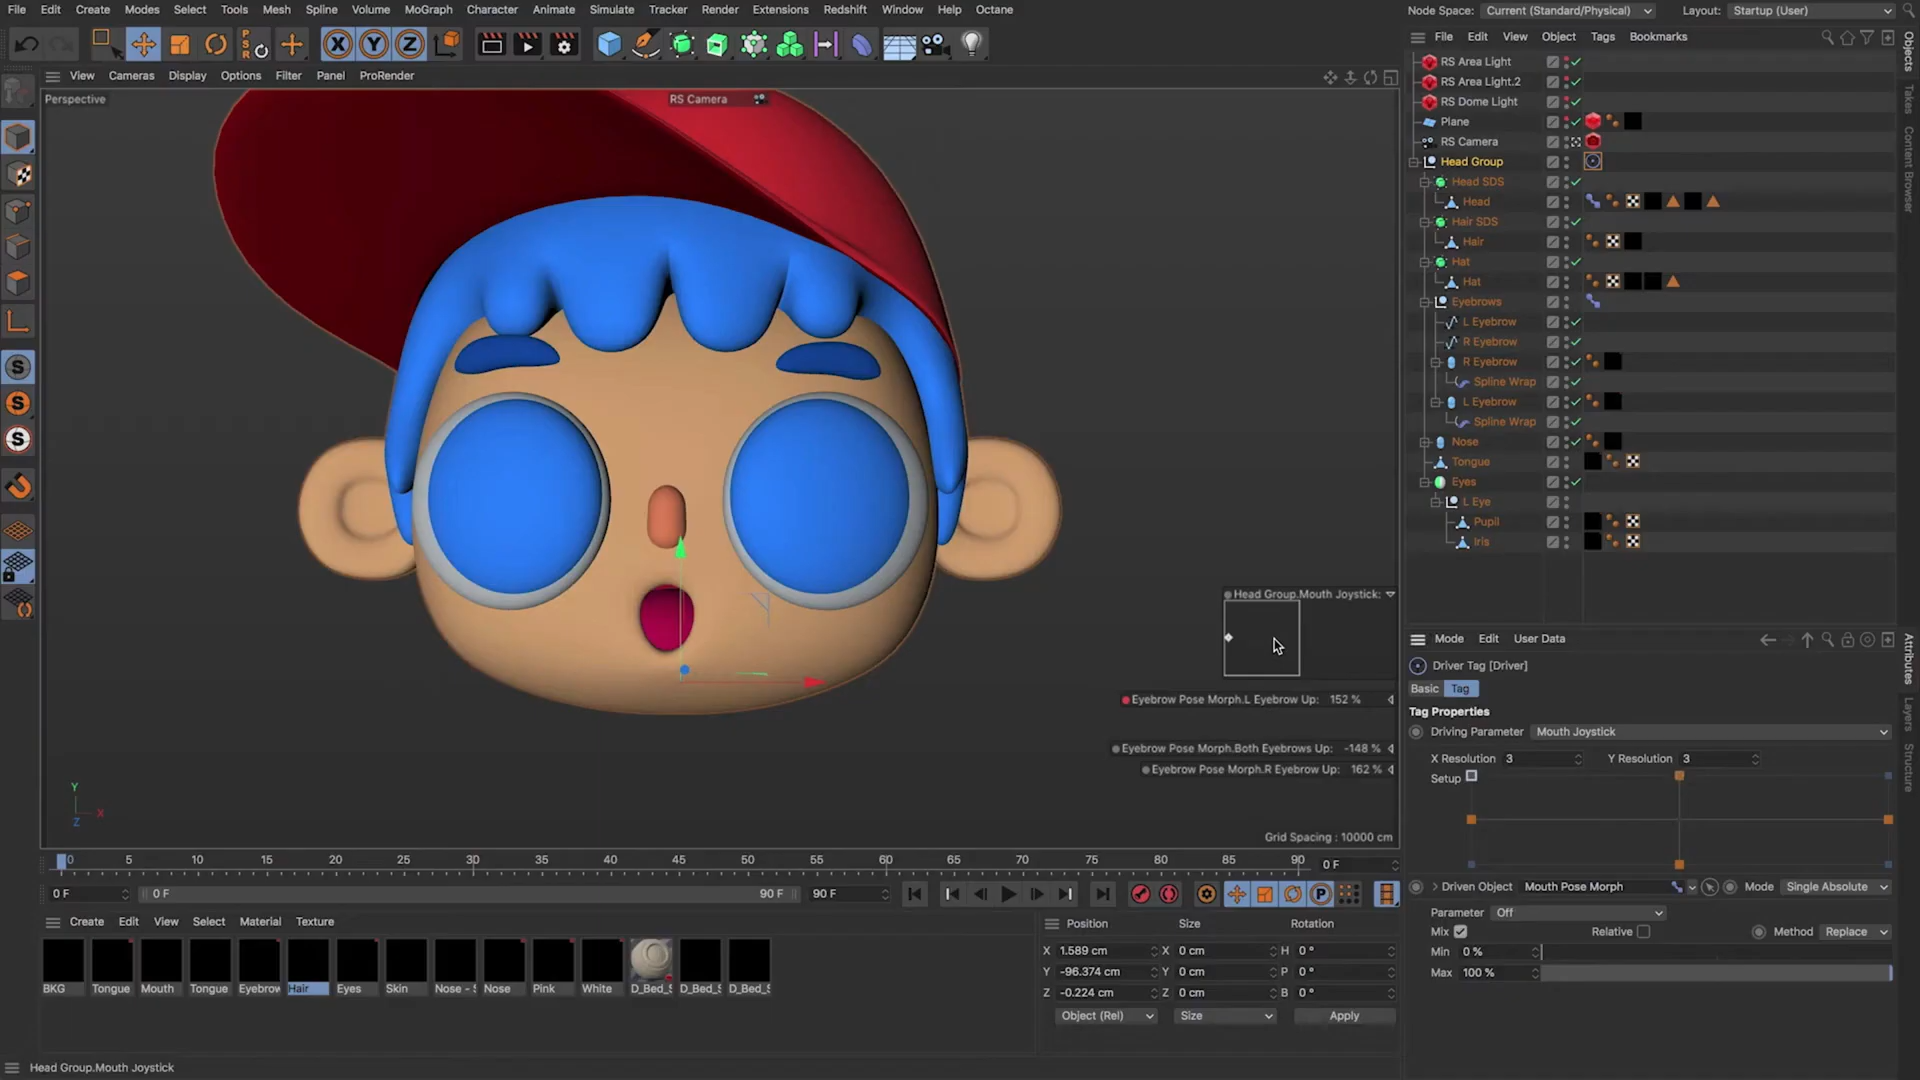 File Edit Create Modes Select Tools Mesh Spline Volume MoGraph Character Animate Simulate Tracker Render Extensions Redshift Window Help Octane
Node Space: Current (Standard/Physical) Layout: Startup (User)
File Edit View Object Tags Bookmarks
View Cameras Display Options Filter Panel ProRender
Perspective
RS Camera
RS Area Light
RS Area Light.2
RS Dome Light
Plane
RS Camera
Head Group
Head SDS
Head
Hair SDS
Hair
Hat
Hat
Eyebrows
L Eyebrow
R Eyebrow
R Eyebrow
Spline Wrap
L Eyebrow
Spline Wrap
Nose
Tongue
Eyes
L Eye
Pupil
Iris
Objects
Takes
Content Browser
Head Group.Mouth Joystick:
Eyebrow Pose Morph.L Eyebrow Up: 152 %
Eyebrow Pose Morph.Both Eyebrows Up: -148 %
Eyebrow Pose Morph.R Eyebrow Up: 162 %
Grid Spacing : 10000 cm
Y
X
Z
Mode Edit User Data
Driver Tag [Driver]
Basic Tag
Tag Properties
Driving Parameter Mouth Joystick
X Resolution 3 Y Resolution 3
Setup
Driven Object Mouth Pose Morph Mode Single Absolute
Parameter Off
Mix Relative Method Replace
Min 0 %
Max 100 %
Attributes
Layers
Structure
0 5 10 15 20 25 30 35 40 45 50 55 60 65 70 75 80 85 90 0 F
0 F 0 F 90 F 90 F
Create Edit View Select Material Texture
BKG Tongue Mouth Tongue Eyebrow Hair Eyes Skin Nose - S Nose Pink White D_Bed_S D_Bed_S D_Bed_S
Position Size Rotation
X 1.589 cm X 0 cm H 0 °
Y -96.374 cm Y 0 cm P 0 °
Z -0.224 cm Z 0 cm B 0 °
Object (Rel) Size Apply
Head Group.Mouth Joystick